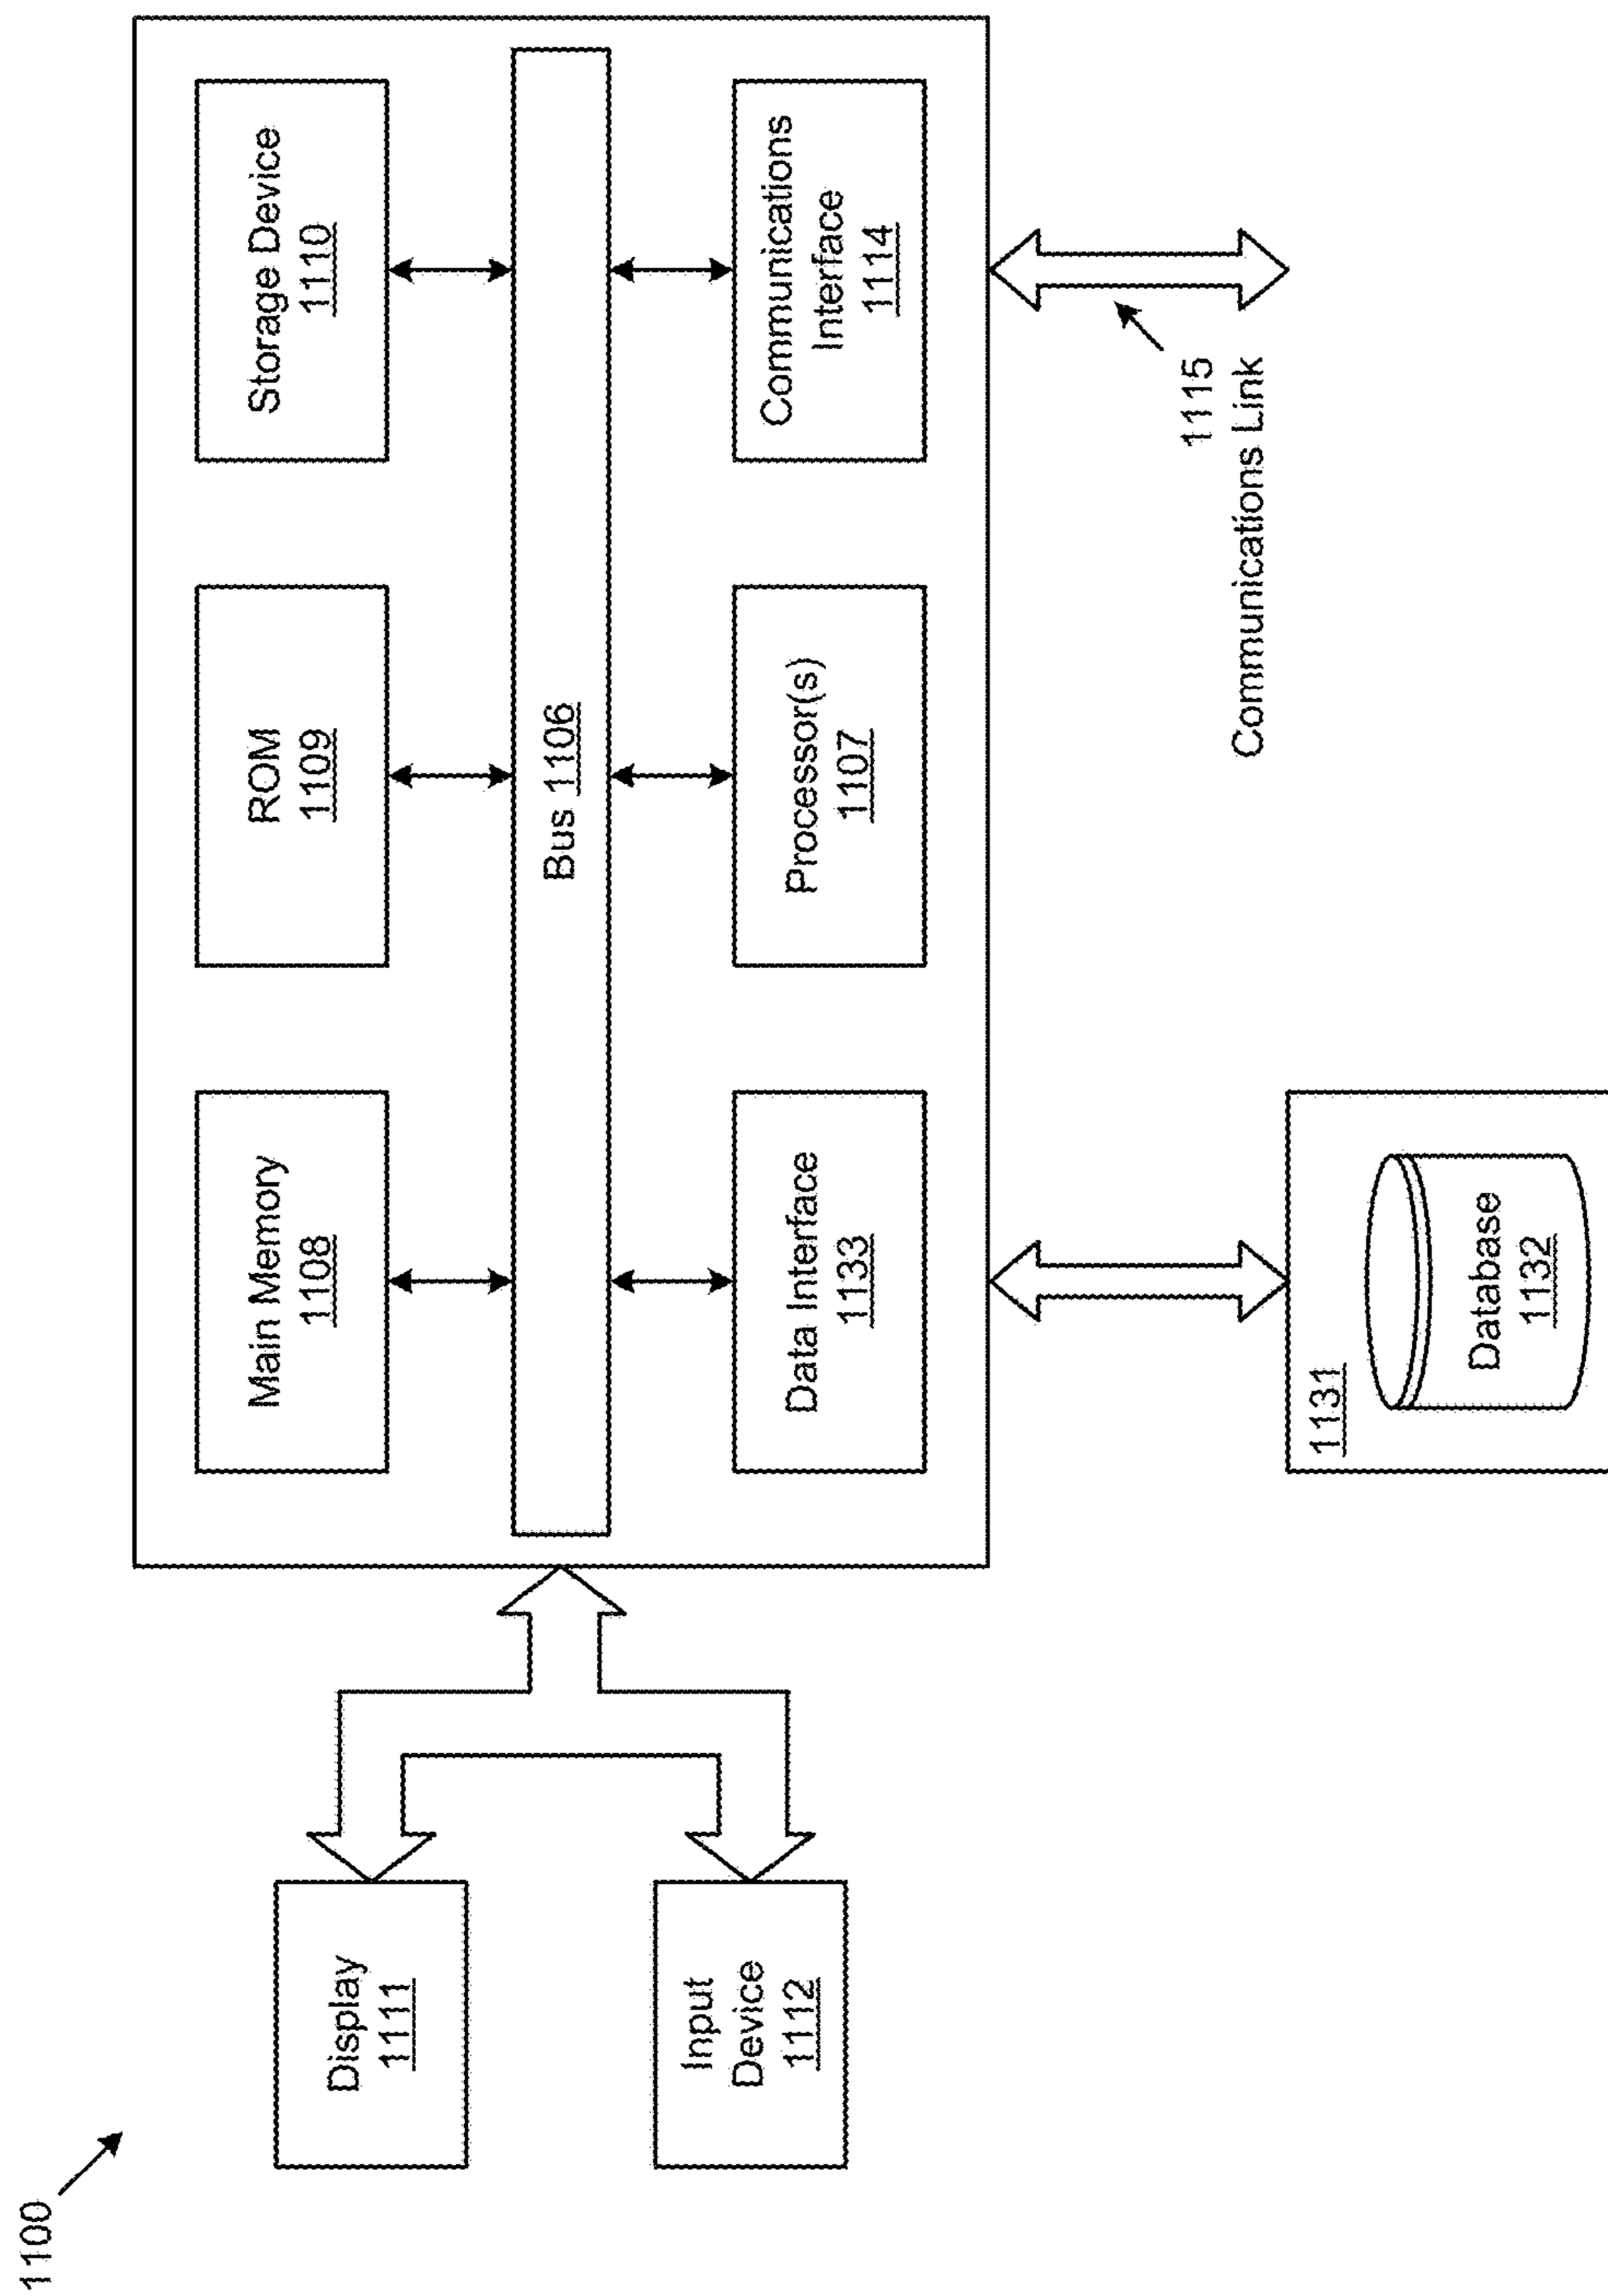 1100
Main Memory
1108
ROM
1109
Storage Device
1110
Display
1111
Bus 1106
Input
Device
1112
Data Interface
1133
Processor(s)
1107
Communications
Interface
1114
1115
Communications Link
1131
Database
1132